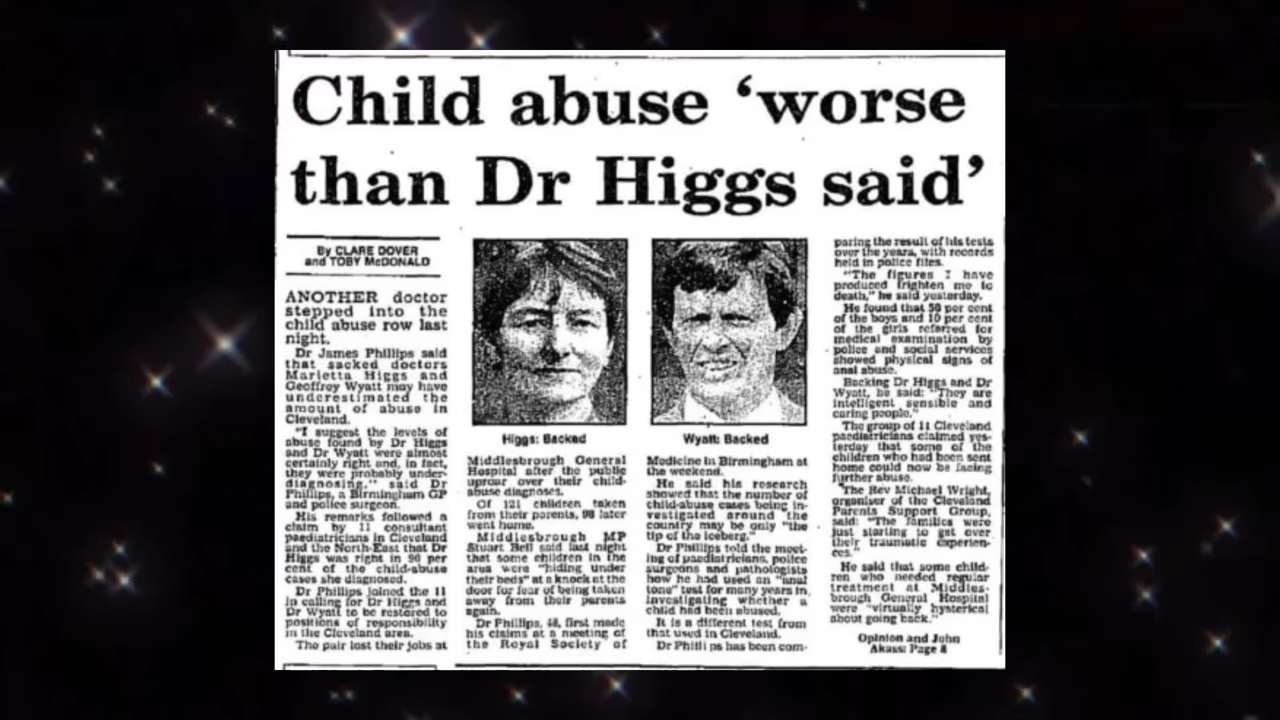 Child abuse ‘worse
than Dr Higgs said’
By CLARE DOVER
and TOBY McDONALD
ANOTHER doctor
stepped into the
child abuse row last
night.
Dr James Phillips said
that sacked doctors
Marietta Higgs and
Geoffrey Wyatt may have
underestimated the
amount of abuse in
Cleveland.
“I suggest the levels of
abuse found by Dr Higgs
and Dr Wyatt were almost
certainly right and, in fact,
they were probably under-
diagnosing,” said Dr
Phillips, a Birmingham GP
and police surgeon.
His remarks followed a
claim by 11 consultant
paediatricians in Cleveland
and the North-East that Dr
Higgs was right in 90 per
cent of the child-abuse
cases she diagnosed.
Dr Phillips joined the 11
in calling for Dr Higgs and
Dr Wyatt to be restored to
positions of responsibility
in the Cleveland area.
The pair lost their jobs at
Higgs: Backed
Middlesbrough General
Hospital after the public
uproar over their child-
abuse diagnoses.
Of 121 children taken
from their parents, 98 later
went home.
Middlesbrough MP
Stuart Bell said last night
that some children in the
area were “hiding under
their beds” at a knock at the
door for fear of being taken
away from their parents
again.
Dr Phillips, 48, first made
his claims at a meeting of
the Royal Society of
Wyatt: Backed
Medicine in Birmingham at
the weekend.
He said his research
showed that the number of
child-abuse cases being in-
vestigated around the
country may be only “the
tip of the iceberg.”
Dr Phillips told the meet-
ing of paediatricians, police
surgeons and pathologists
how he had used an “anal
tone” test for many years in
investigating whether a
child had been abused.
It is a different test from
that used in Cleveland.
Dr Philli ps has been com-
paring the result of his tests
over the years, with records
held in police files.
“The figures I have
produced frighten me to
death,” he said yesterday.
He found that 50 per cent
of the boys and 10 per cent
of the girls referred for
medical examination by
police and social services
showed physical signs of
anal abuse.
Backing Dr Higgs and Dr
Wyatt, he said: “They are
intelligent sensible and
caring people.”
The group of 11 Cleveland
paediatricians claimed yes-
terday that some of the
children who had been sent
home could now be facing
further abuse.
The Rev Michael Wright,
organiser of the Cleveland
Parents Support Group,
said: “The families were
just starting to get over
their traumatic experien-
ces.”
He said that some child-
ren who needed regular
treatment at Middles-
brough General Hospital
were “virtually hysterical
about going back.”
Opinion and John
Akass: Page 8